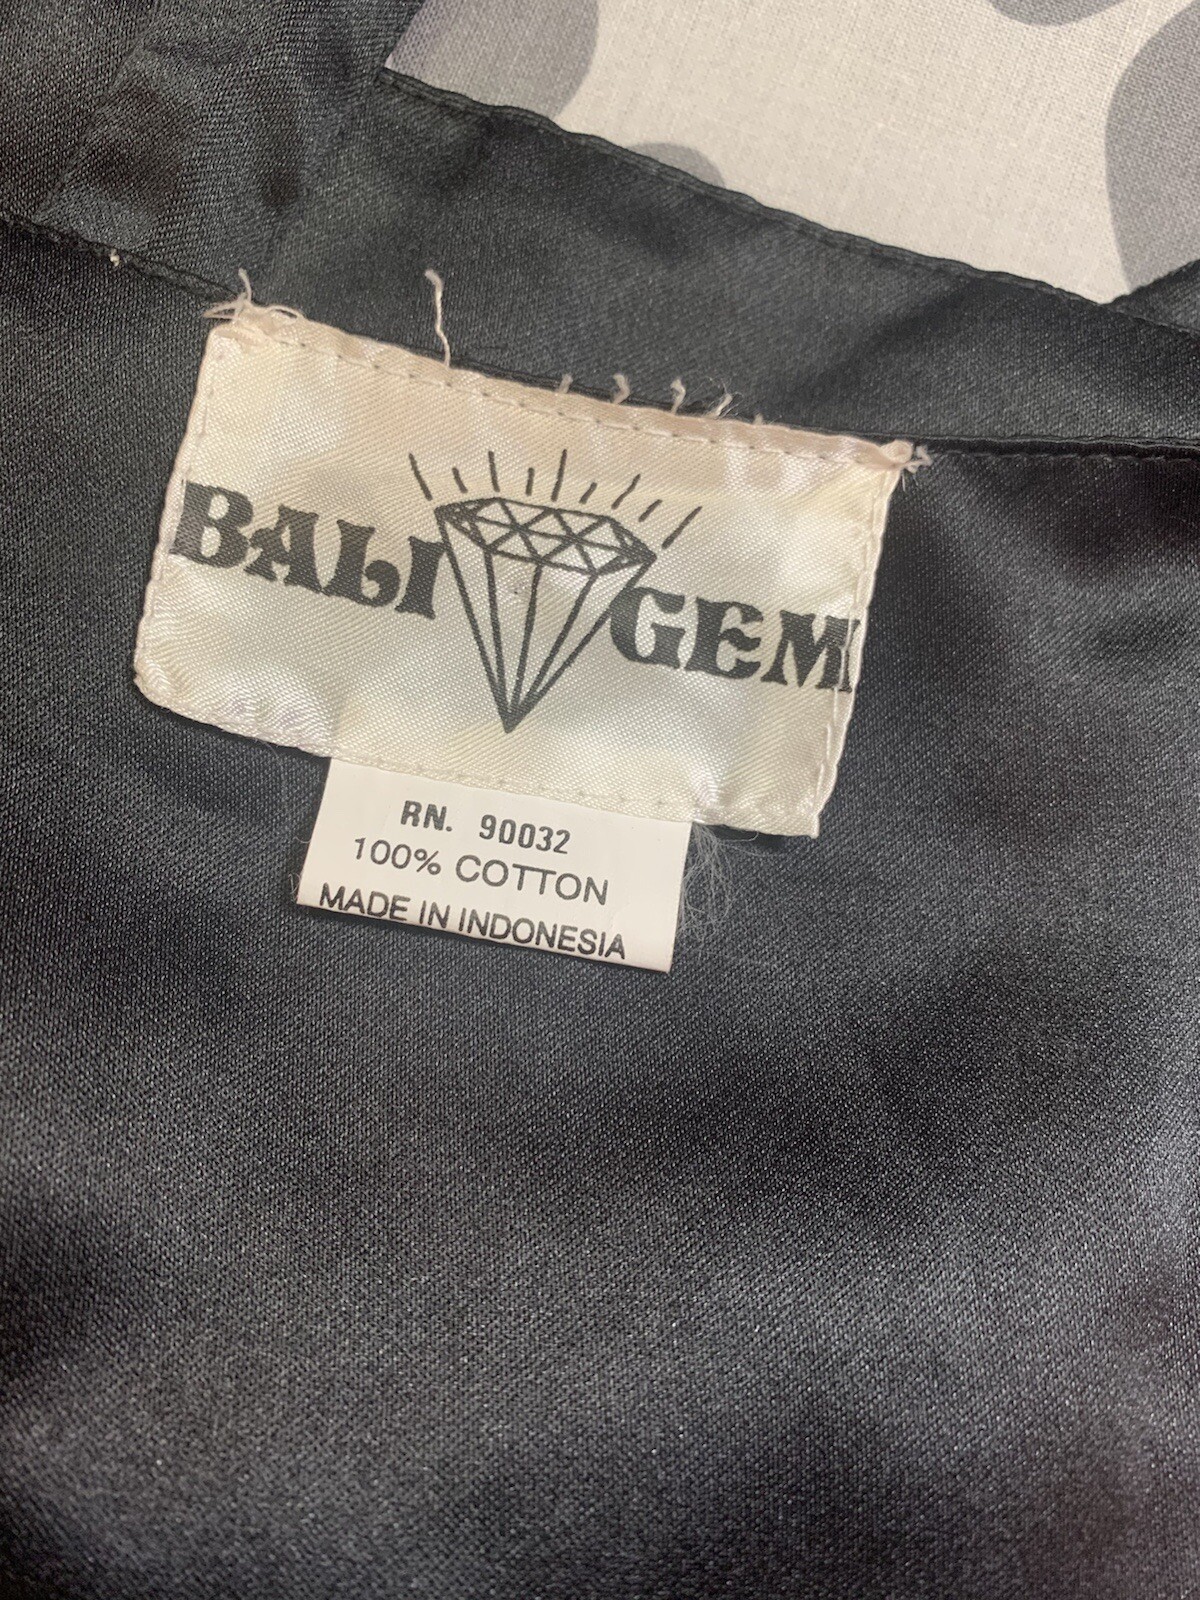 BALI GEM
RN. 90032
100% COTTON
MADE IN INDONESIA